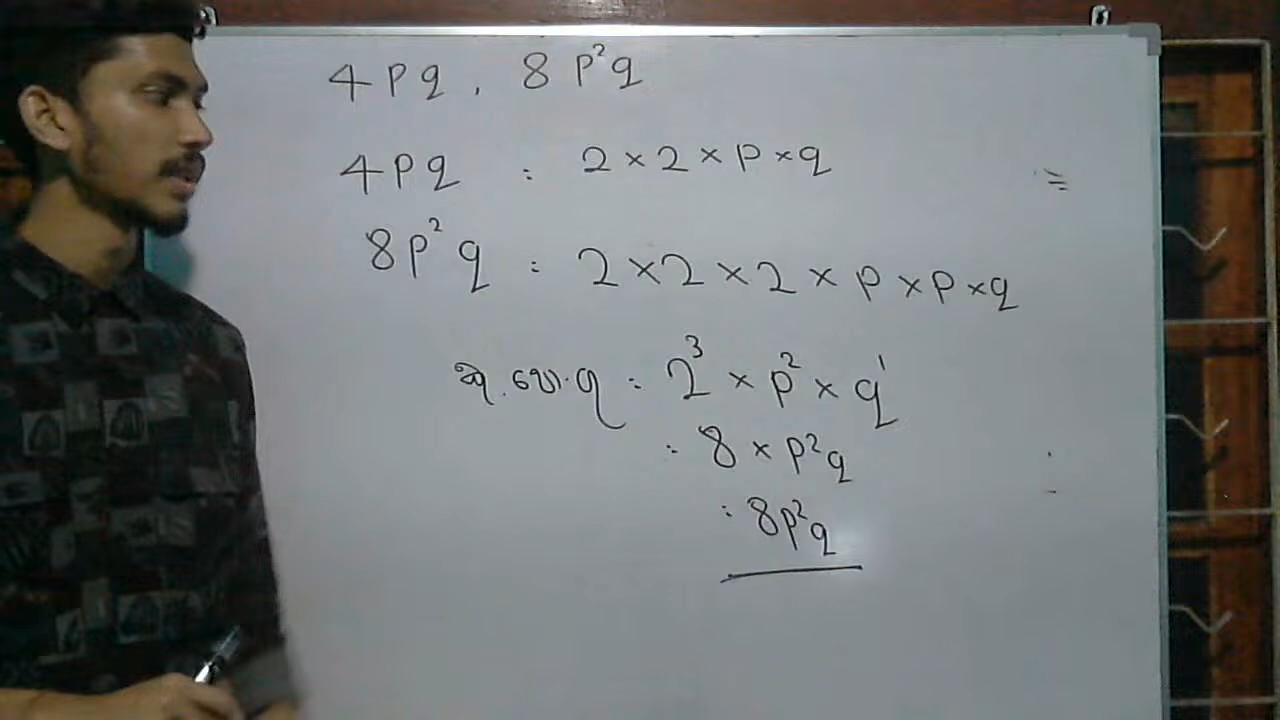 4pq, 8p²q
4pq : 2×2×p×q =
8p²q : 2×2×2×p×p×q
කු.පො.ගු : 2³ × p² × q¹
: 8 × p²q
: 8p²q